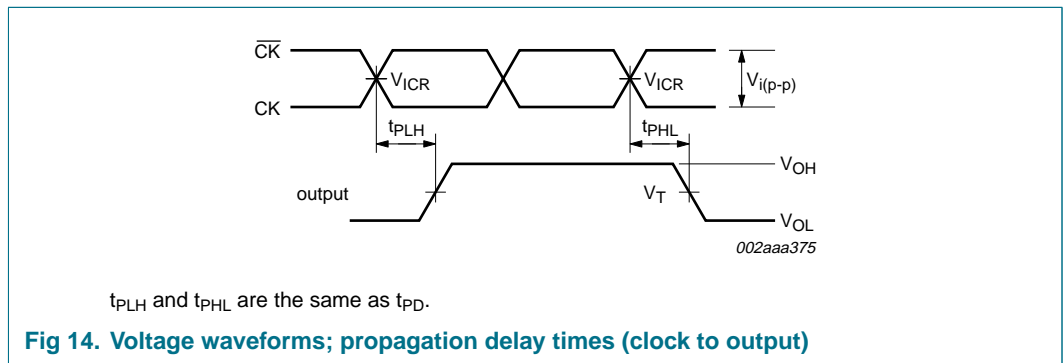 C̅K̅
V_ICR V_ICR V_i(p-p)
CK
t_PLH t_PHL
V_OH
output V_T
V_OL
002aaa375
t_PLH and t_PHL are the same as t_PD.
Fig 14. Voltage waveforms; propagation delay times (clock to output)